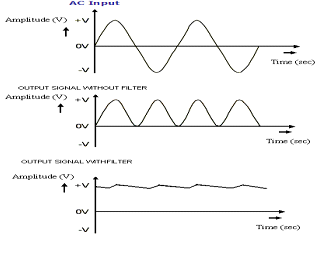 AC Input
Amplitude (V)
+V
0V
-V
Time (sec)
OUTPUT SIGNAL WITHOUT FILTER
Amplitude (V)
+V
0V
-V
Time (sec)
OUTPUT SIGNAL WITHFILTER
Amplitude (V)
+V
0V
-V
Time (sec)